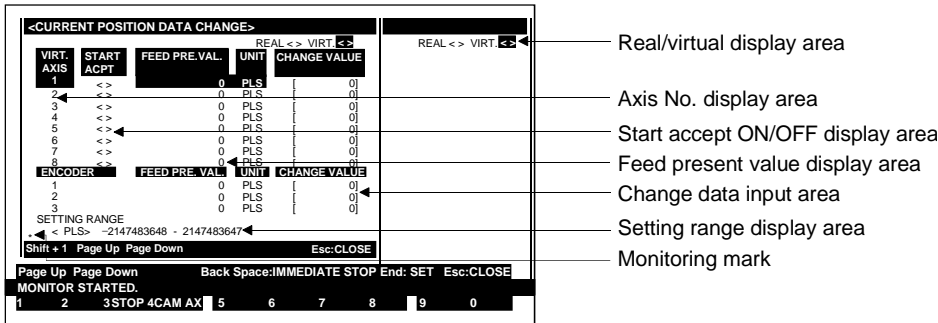 <CURRENT POSITION DATA CHANGE>
REAL < > VIRT. < > REAL < > VIRT. < > Real/virtual display area
VIRT. AXIS START ACPT FEED PRE.VAL. UNIT CHANGE VALUE
1 < > 0 PLS [ 0]
2 < > 0 PLS [ 0] Axis No. display area
3 < > 0 PLS [ 0]
4 < > 0 PLS [ 0]
5 < > 0 PLS [ 0] Start accept ON/OFF display area
6 < > 0 PLS [ 0]
7 < > 0 PLS [ 0]
8 < > 0 PLS [ 0] Feed present value display area
ENCODER FEED PRE. VAL. UNIT CHANGE VALUE
1 0 PLS [ 0] Change data input area
2 0 PLS [ 0]
3 0 PLS [ 0]
SETTING RANGE
< PLS> −2147483648 - 2147483647 Setting range display area
* Monitoring mark
Shift + 1 Page Up Page Down Esc:CLOSE
Page Up Page Down Back Space:IMMEDIATE STOP End: SET Esc:CLOSE
MONITOR STARTED.
1 2 3STOP 4CAM AX 5 6 7 8 9 0